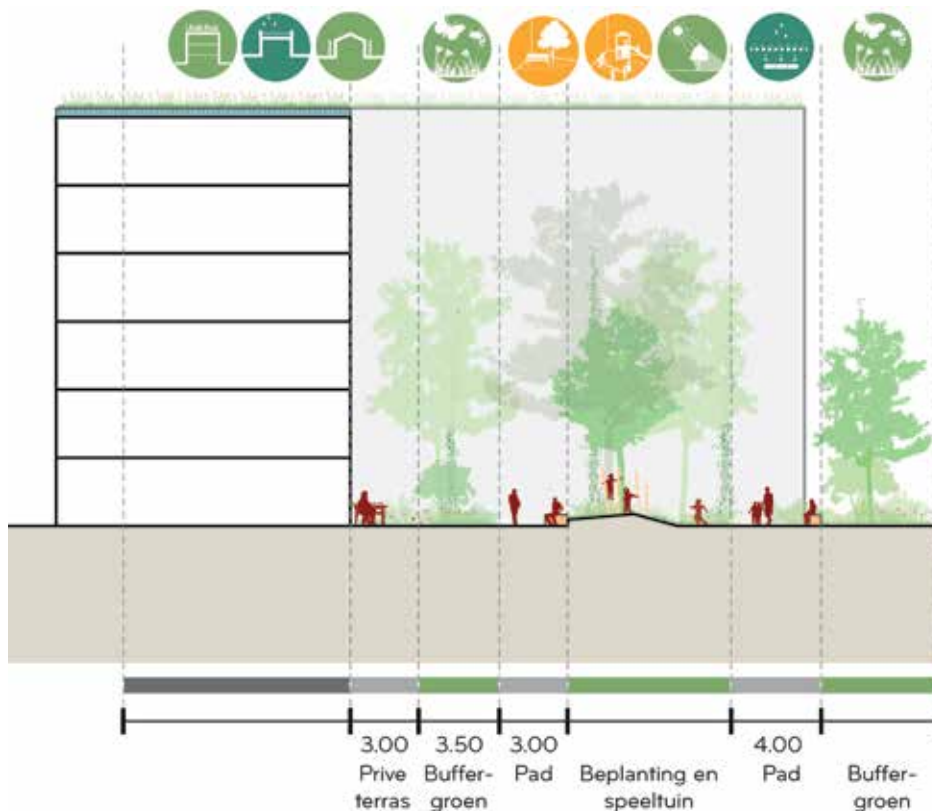 3.00 3.50 3.00 4.00
Prive Buffer- Pad Beplanting en Pad Buffer-
terras groen speeltuin groen